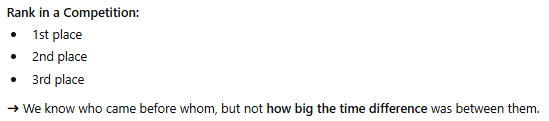 Rank in a Competition:
• 1st place
• 2nd place
• 3rd place
➔ We know who came before whom, but not how big the time difference was between them.